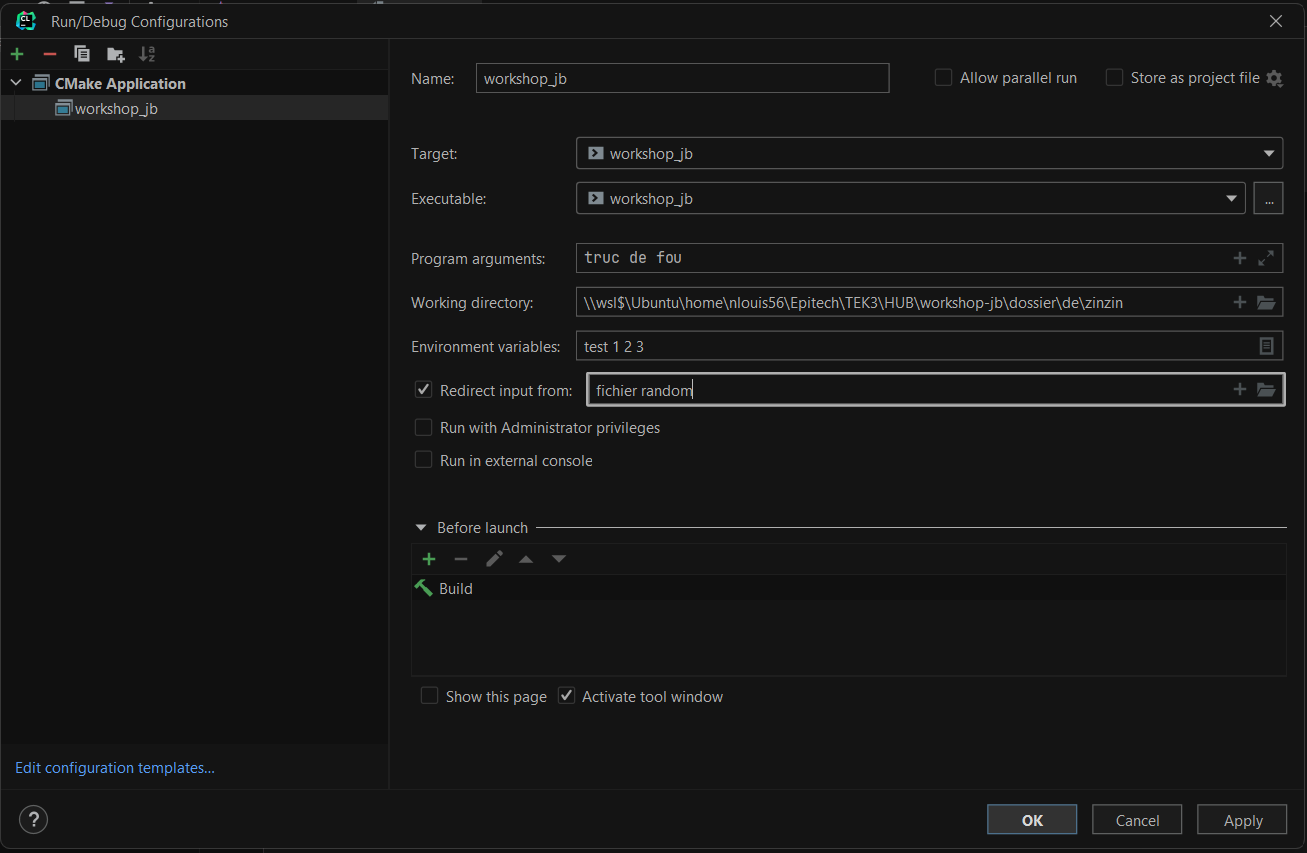 Run/Debug Configurations
CMake Application
workshop_jb
Name: workshop_jb Allow parallel run Store as project file
Target: workshop_jb
Executable: workshop_jb ...
Program arguments: truc de fou
Working directory: \\wsl$\Ubuntu\home\nlouis56\Epitech\TEK3\HUB\workshop-jb\dossier\de\zinzin
Environment variables: test 1 2 3
Redirect input from: fichier random
Run with Administrator privileges
Run in external console
Before launch
Build
Show this page Activate tool window
Edit configuration templates...
? OK Cancel Apply